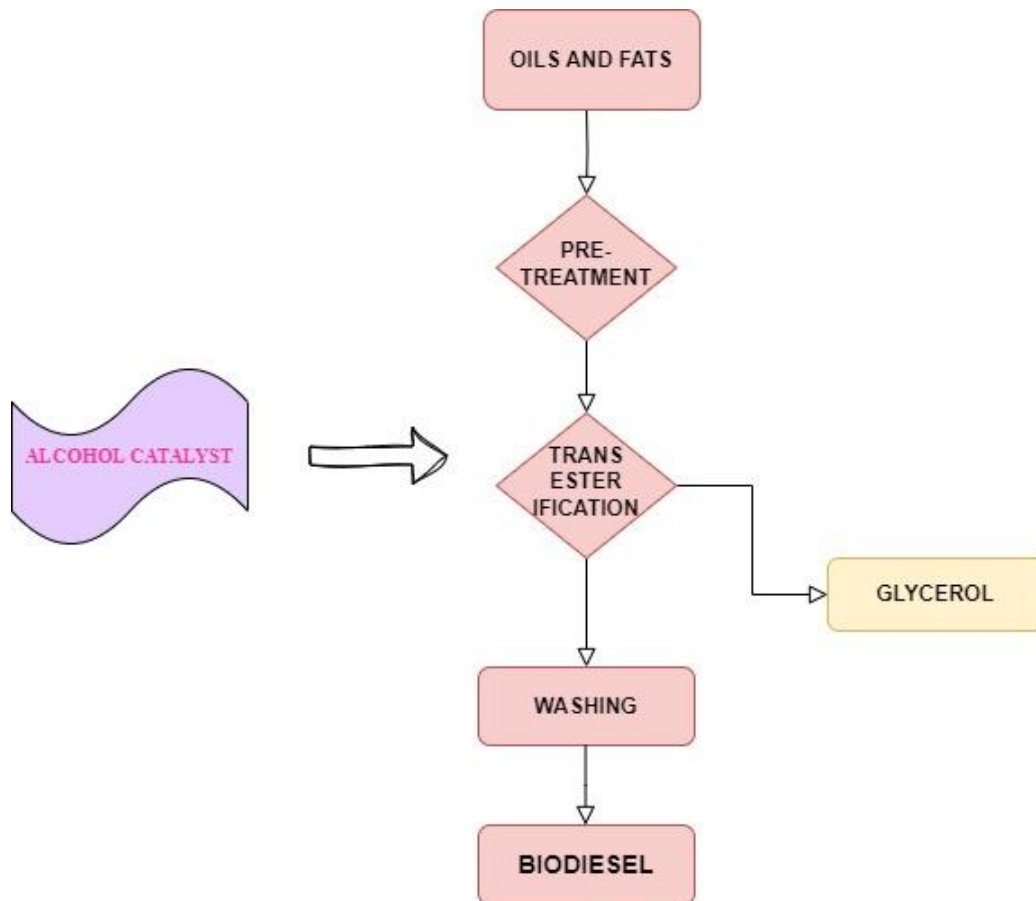 OILS AND FATS
PRE-
TREATMENT
ALCOHOL CATALYST
TRANS
ESTER
IFICATION
GLYCEROL
WASHING
BIODIESEL